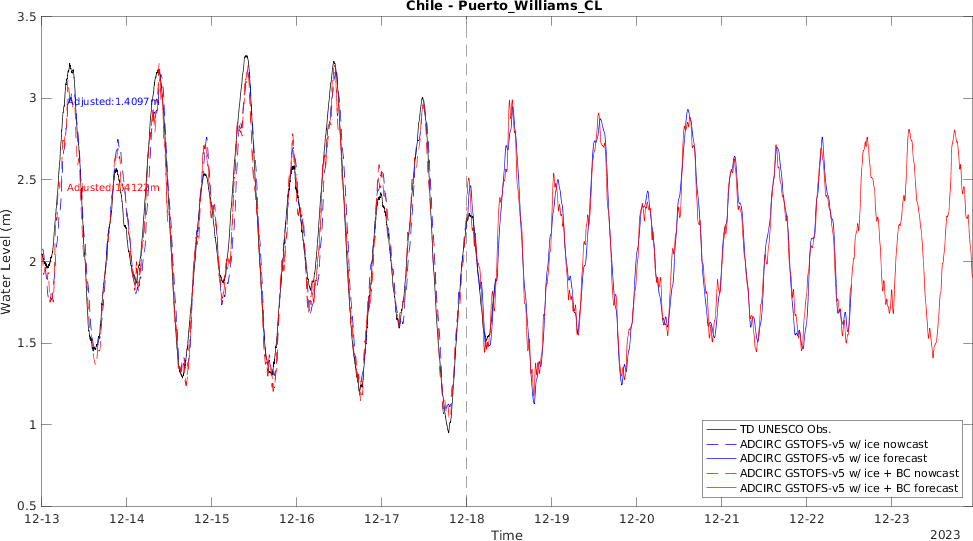 Chile - Puerto_Williams_CL
3.5
3
2.5
2
1.5
1
0.5
Water Level (m)
Adjusted:1.4097 m
Adjusted:1.4122m
TD UNESCO Obs.
ADCIRC GSTOFS-v5 w/ ice nowcast
ADCIRC GSTOFS-v5 w/ ice forecast
ADCIRC GSTOFS-v5 w/ ice + BC nowcast
ADCIRC GSTOFS-v5 w/ ice + BC forecast
12-13 12-14 12-15 12-16 12-17 12-18 12-19 12-20 12-21 12-22 12-23
Time
2023